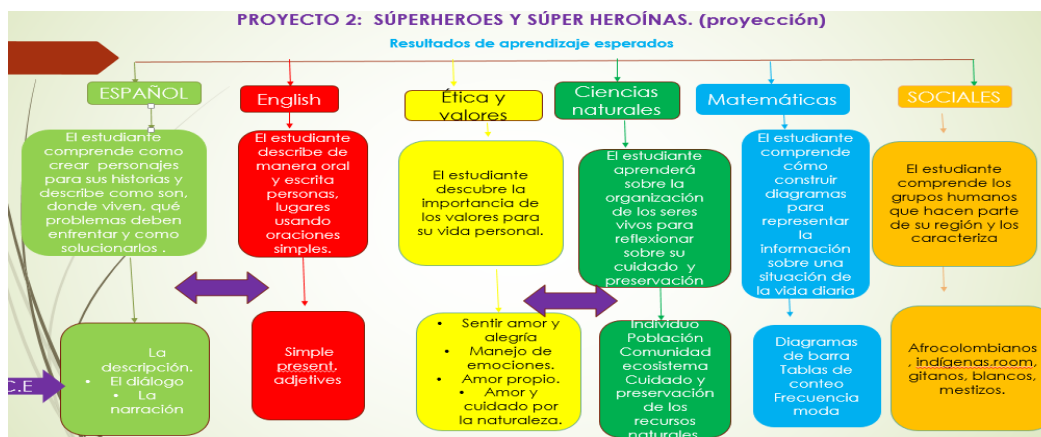 PROYECTO 2: SÚPERHEROES Y SÚPER HEROÍNAS. (proyección)
Resultados de aprendizaje esperados
ESPAÑOL
English
Ética y
valores
Ciencias
naturales
Matemáticas
SOCIALES
El estudiante
comprende como
crear personajes
para sus historias y
describe como son,
donde viven, qué
problemas deben
enfrentar y como
solucionarlos .
El estudiante
describe de
manera oral y
escrita personas,
lugares usando
oraciones
simples.
El estudiante
descubre la
importancia de
los valores para
su vida personal.
El estudiante
aprenderá
sobre la
organización
de los seres
vivos para
reflexionar
sobre su
cuidado y
preservación
El estudiante
comprende
cómo
construir
diagramas
para
representar
la
información
sobre una
situación de
la vida diaria
El estudiante
comprende los
grupos humanos
que hacen parte
de su región y los
caracteriza
C.E
La
descripción.
• El diálogo
• La
narración
Simple
present,
adjetives
• Sentir amor y
alegría
• Manejo de
emociones.
• Amor propio.
• Amor y
cuidado por
la naturaleza.
Individuo
Población
Comunidad
ecosistema
Cuidado y
preservación
de los
recursos
naturales
Diagramas
de barra
Tablas de
conteo
Frecuencia
moda
Afrocolombianos
, indígenas,room,
gitanos, blancos,
mestizos.